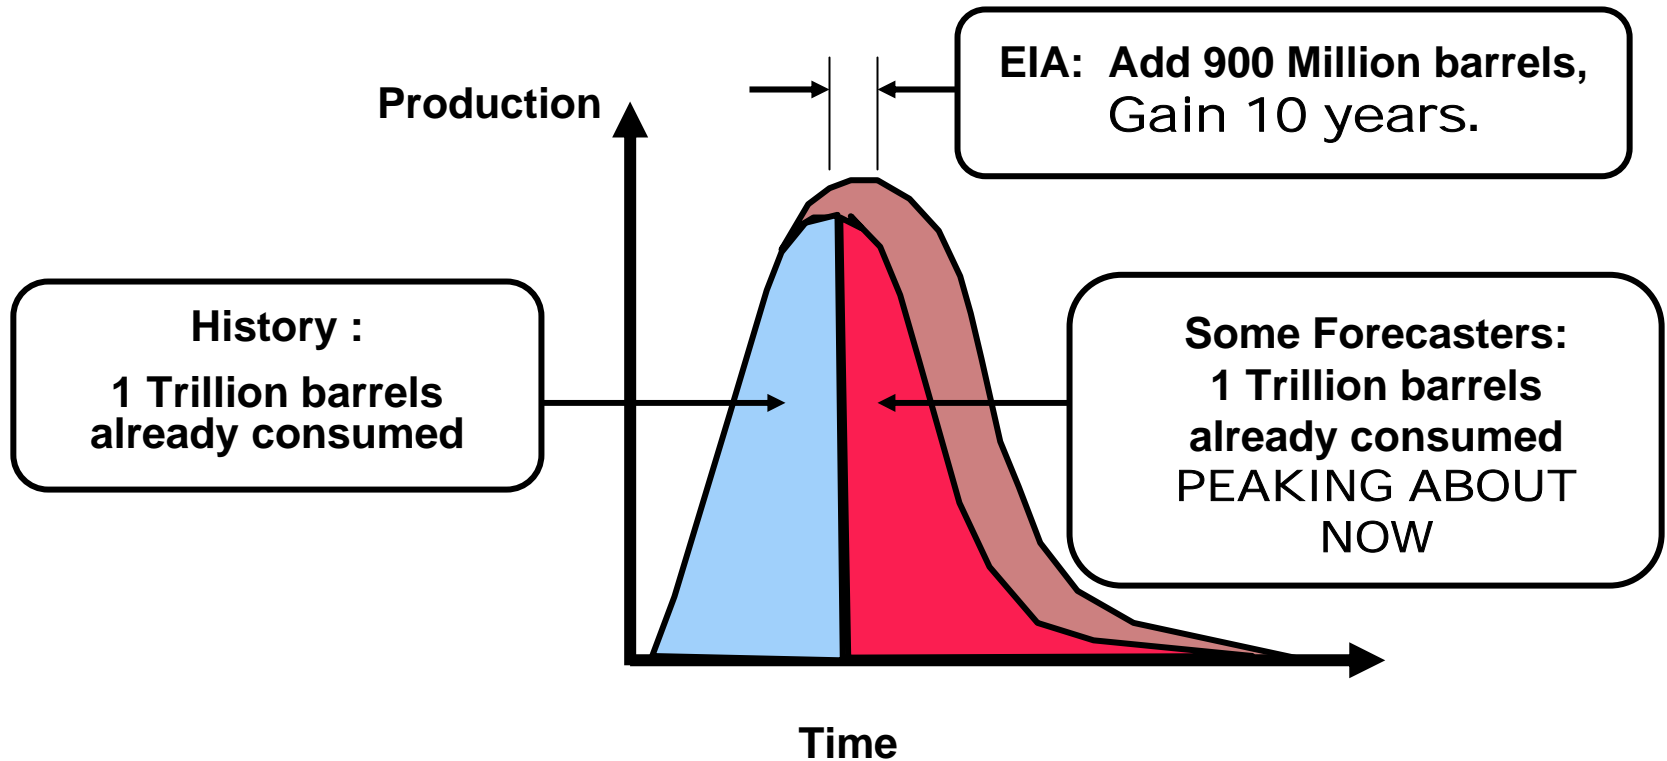 EIA: Add 900 Million barrels,
Gain 10 years.
Production
History :
1 Trillion barrels
already consumed
Some Forecasters:
1 Trillion barrels
already consumed
PEAKING ABOUT
NOW
Time